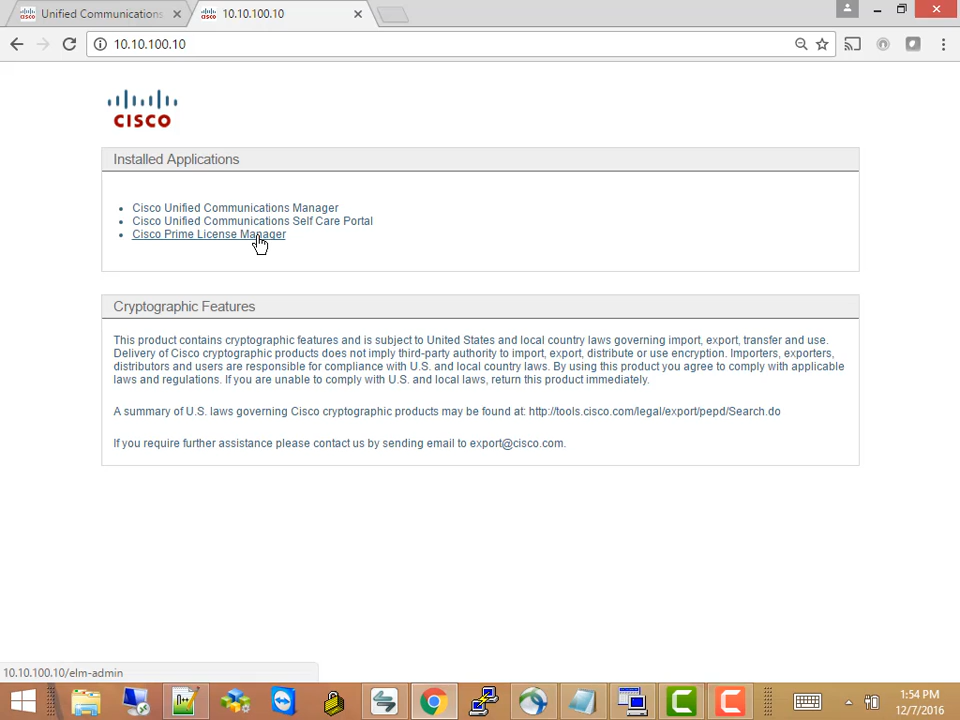 Unified Communications
10.10.100.10
10.10.100.10
CISCO
Installed Applications
Cisco Unified Communications Manager
Cisco Unified Communications Self Care Portal
Cisco Prime License Manager
Cryptographic Features
This product contains cryptographic features and is subject to United States and local country laws governing import, export, transfer and use.
Delivery of Cisco cryptographic products does not imply third-party authority to import, export, distribute or use encryption. Importers, exporters,
distributors and users are responsible for compliance with U.S. and local country laws. By using this product you agree to comply with applicable
laws and regulations. If you are unable to comply with U.S. and local laws, return this product immediately.
A summary of U.S. laws governing Cisco cryptographic products may be found at: http://tools.cisco.com/legal/export/pepd/Search.do
If you require further assistance please contact us by sending email to export@cisco.com.
10.10.100.10/elm-admin
1:54 PM
12/7/2016